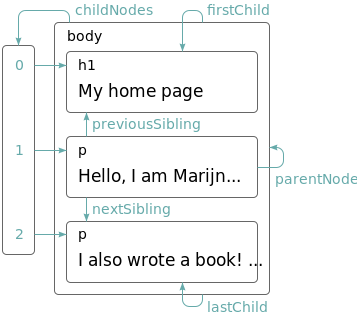 childNodes
firstChild
body
0
h1
My home page
previousSibling
1
p
Hello, I am Marijn...
parentNode
nextSibling
2
p
I also wrote a book! ...
lastChild